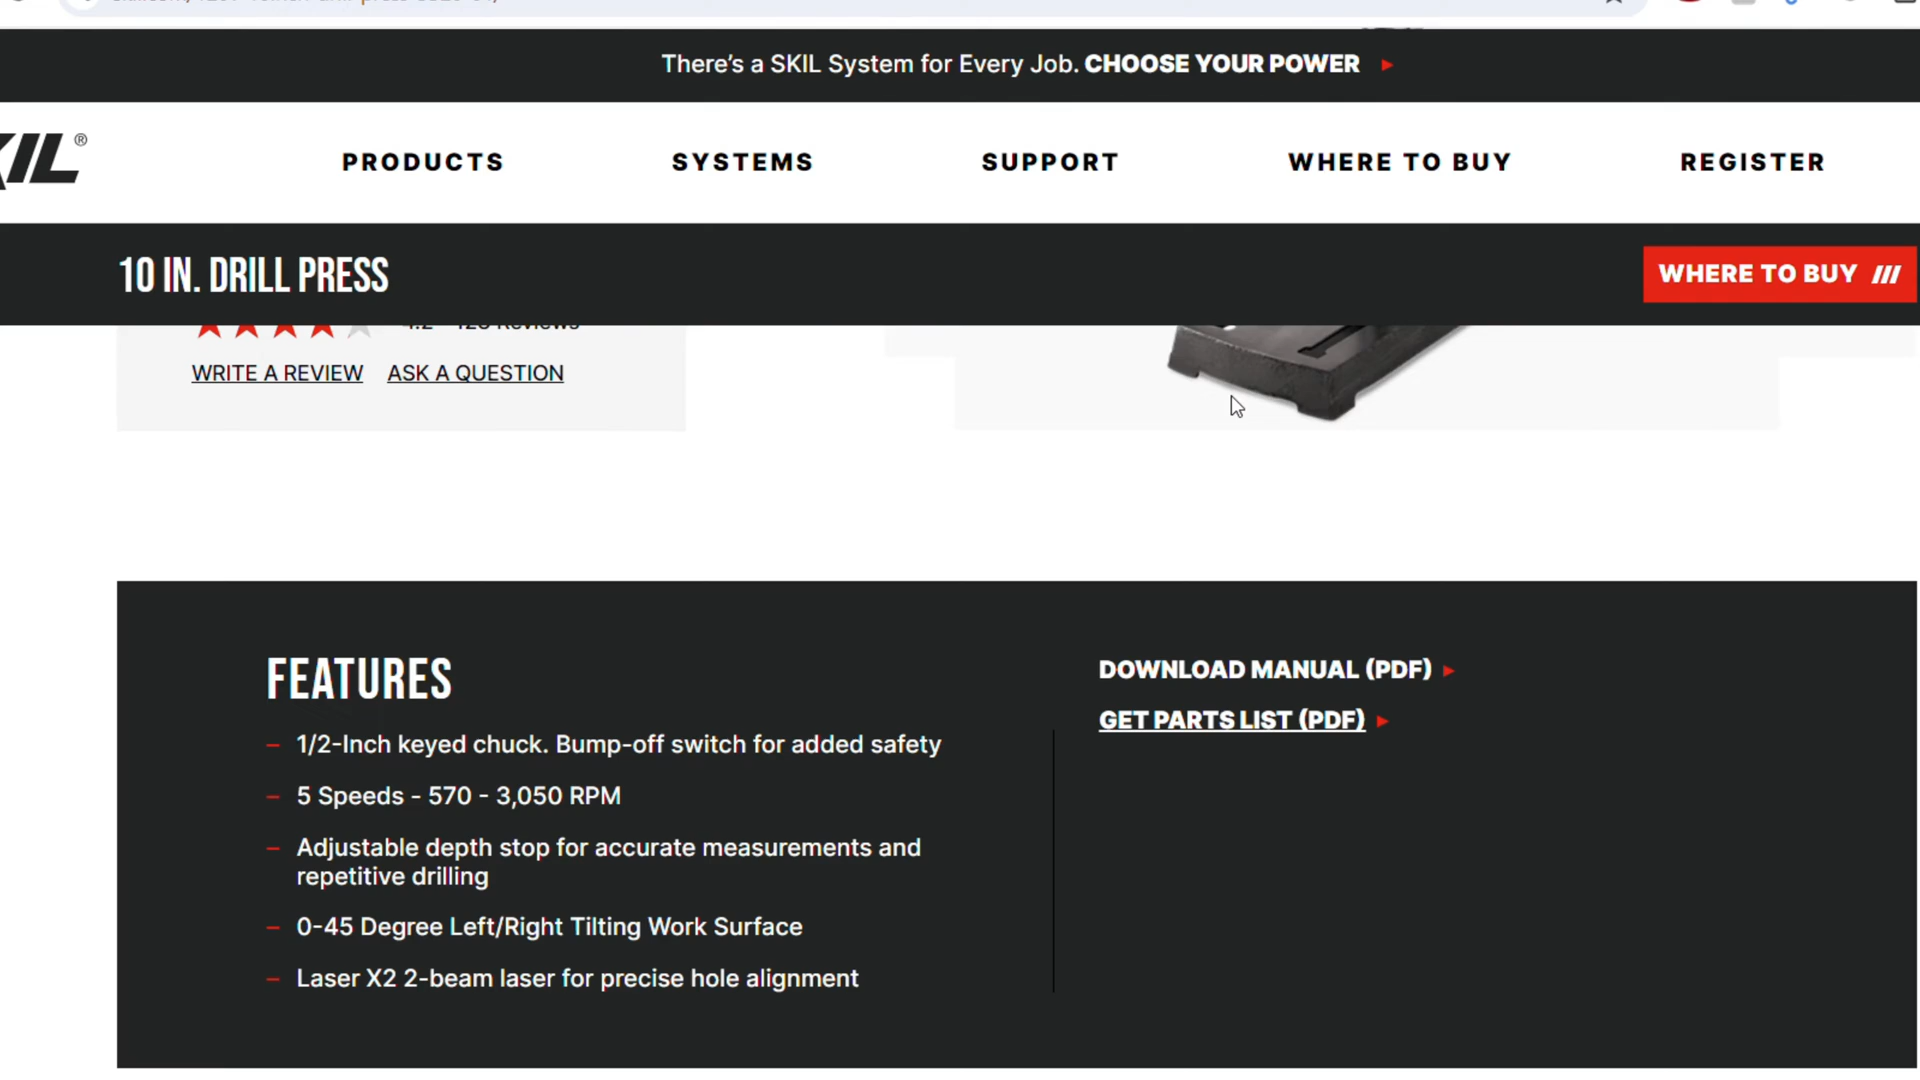 There's a SKIL System for Every Job. CHOOSE YOUR POWER
KIL®
PRODUCTS
SYSTEMS
SUPPORT
WHERE TO BUY
REGISTER
10 IN. DRILL PRESS
WHERE TO BUY
WRITE A REVIEW
ASK A QUESTION
FEATURES
– 1/2-Inch keyed chuck. Bump-off switch for added safety
– 5 Speeds - 570 - 3,050 RPM
– Adjustable depth stop for accurate measurements and
repetitive drilling
– 0-45 Degree Left/Right Tilting Work Surface
– Laser X2 2-beam laser for precise hole alignment
DOWNLOAD MANUAL (PDF)
GET PARTS LIST (PDF)